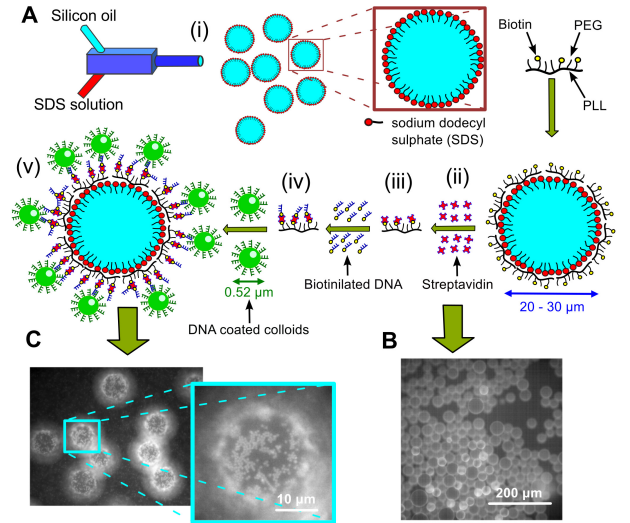 A
Silicon oil
SDS solution
(i)
sodium dodecyl
sulphate (SDS)
Biotin
PEG
PLL
(v)
(iv)
(iii)
(ii)
0.52 µm
DNA coated colloids
Biotinilated DNA
Streptavidin
20 - 30 µm
C
10 µm
B
200 µm